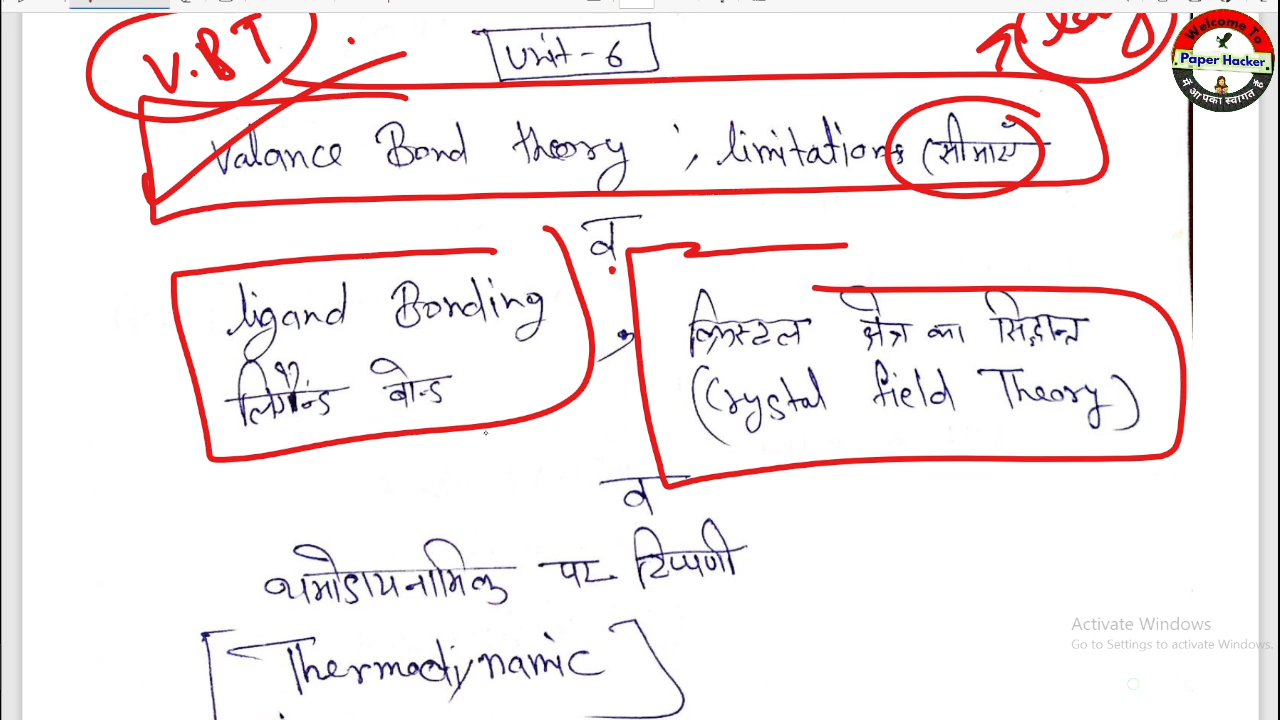 V.BT
Unit - 6
Welcome To
Paper Hacker
में आपका स्वागत है
Valance Bond theory ; limitations (सीमाएँ
व
ligand Bonding
लिगेन्ड बोन्ड
क्रिस्टल क्षेत्र का सिद्धान्त
(Crystal field Theory)
व
थर्मोडायनामिक पर टिप्पणी
Thermodynamic
Activate Windows
Go to Settings to activate Windows.